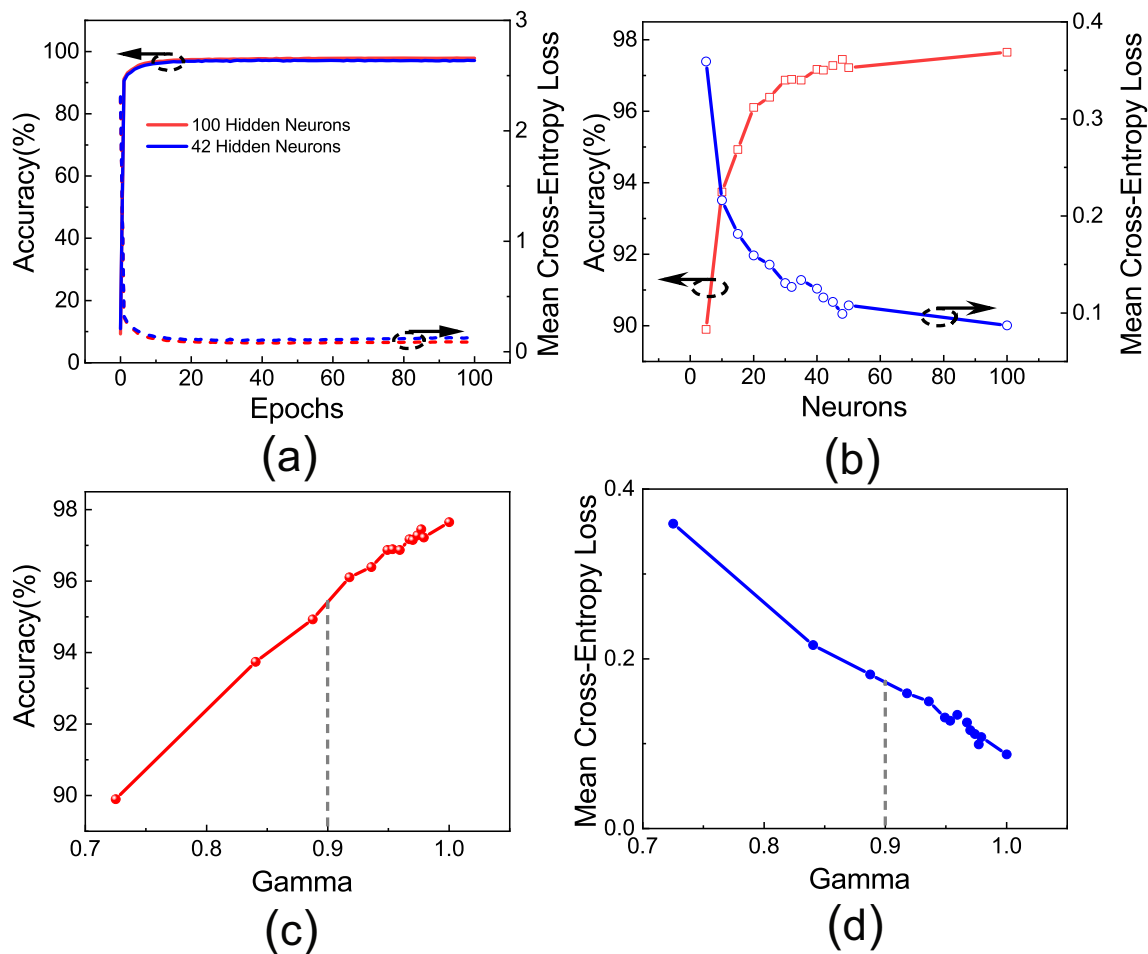 100
80
60
40
20
0
Accuracy(%)
3
2
1
0
Mean Cross-Entropy Loss
100 Hidden Neurons
42 Hidden Neurons
0 20 40 60 80 100
Epochs
(a)
98
96
94
92
90
Accuracy(%)
0.4
0.3
0.2
0.1
Mean Cross-Entropy Loss
0 20 40 60 80 100
Neurons
(b)
98
96
94
92
90
Accuracy(%)
0.7 0.8 0.9 1.0
Gamma
(c)
0.4
0.2
0.0
Mean Cross-Entropy Loss
0.7 0.8 0.9 1.0
Gamma
(d)